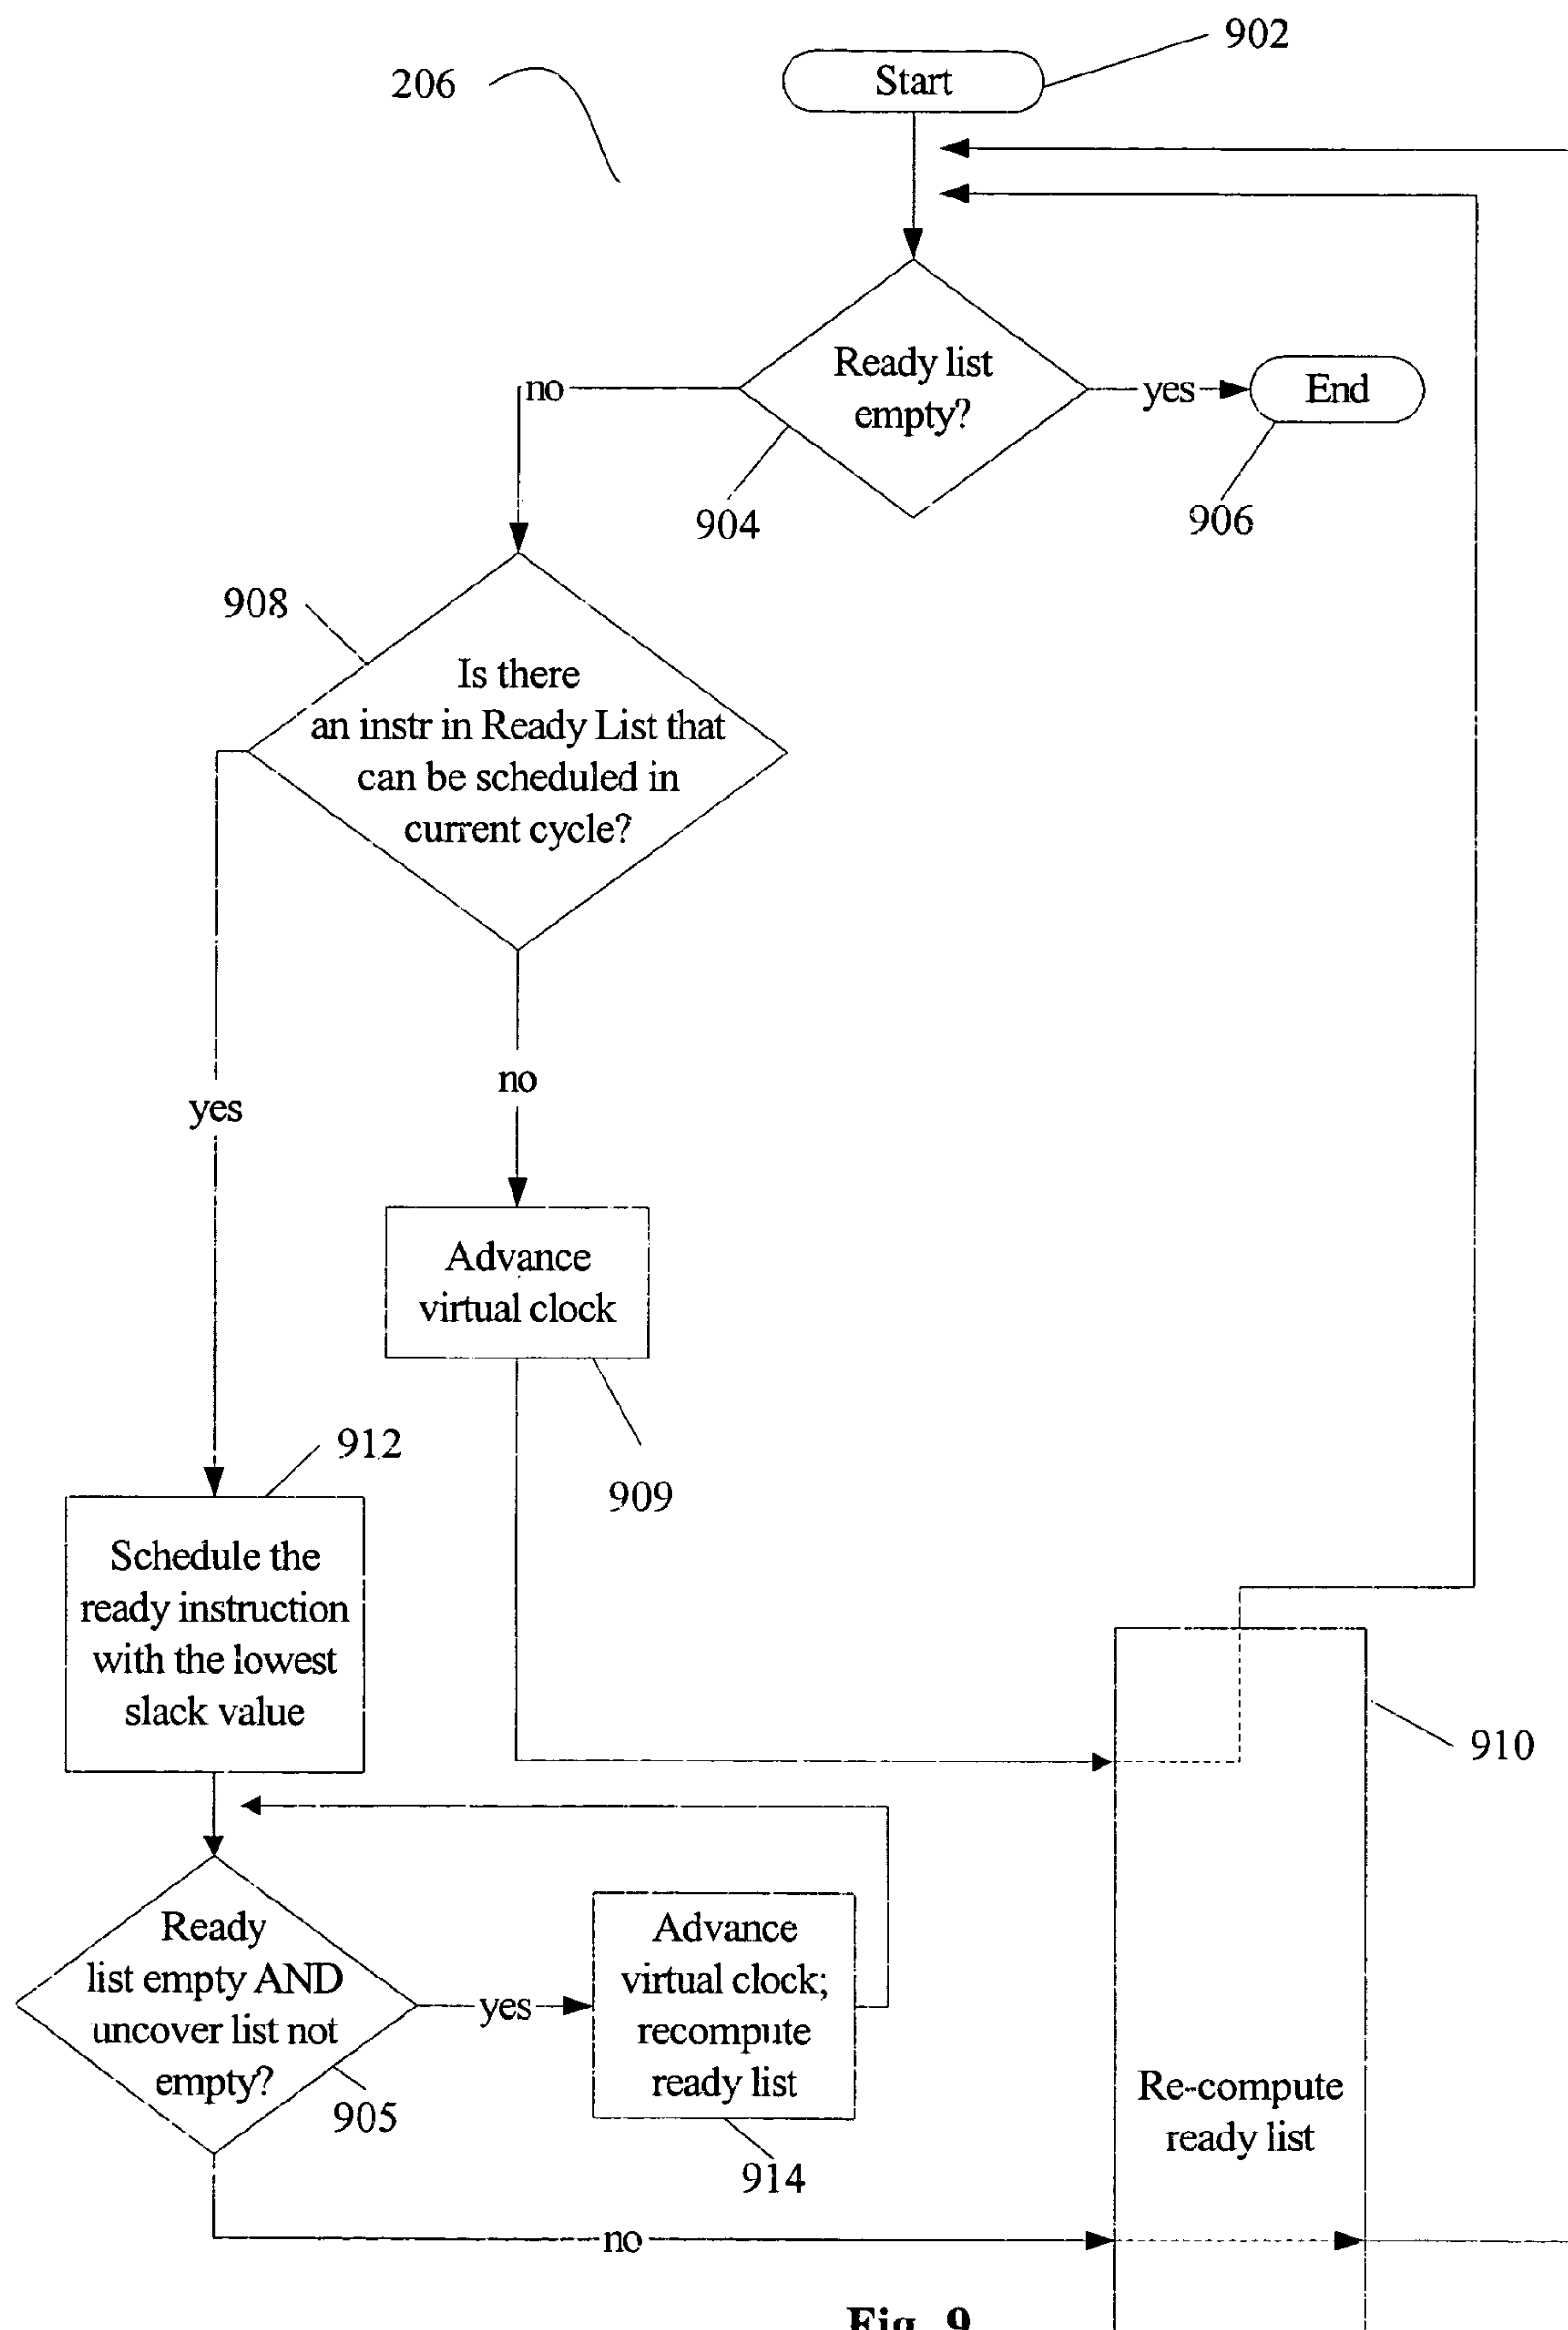 902
206
Start
Ready list
empty?
no
yes
End
904
906
908
Is there
an instr in Ready List that
can be scheduled in
current cycle?
no
yes
Advance
virtual clock
912
909
Schedule the
ready instruction
with the lowest
slack value
910
Ready
list empty AND
uncover list not
empty?
yes
Advance
virtual clock;
recompute
ready list
905
914
Re-compute
ready list
no
Fig. 9